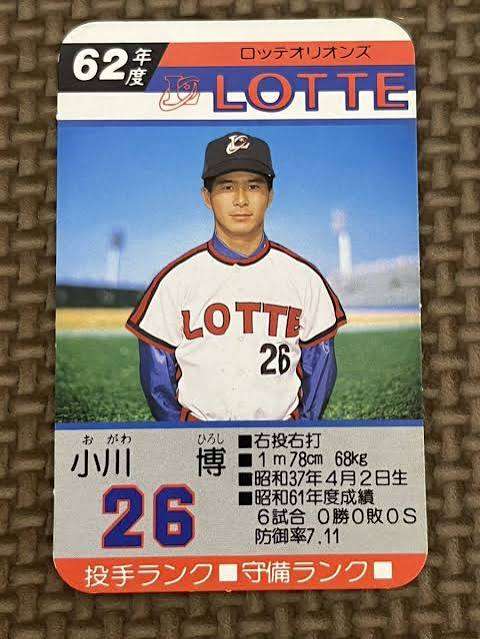 62年度
ロッテオリオンズ
LOTTE
LOTTE
26
おがわ ひろし
小川 博
26
■右投右打
■1m78cm 68kg
■昭和37年4月2日生
■昭和61年度成績
6試合 0勝0敗0S
防御率7.11
投手ランク■守備ランク■